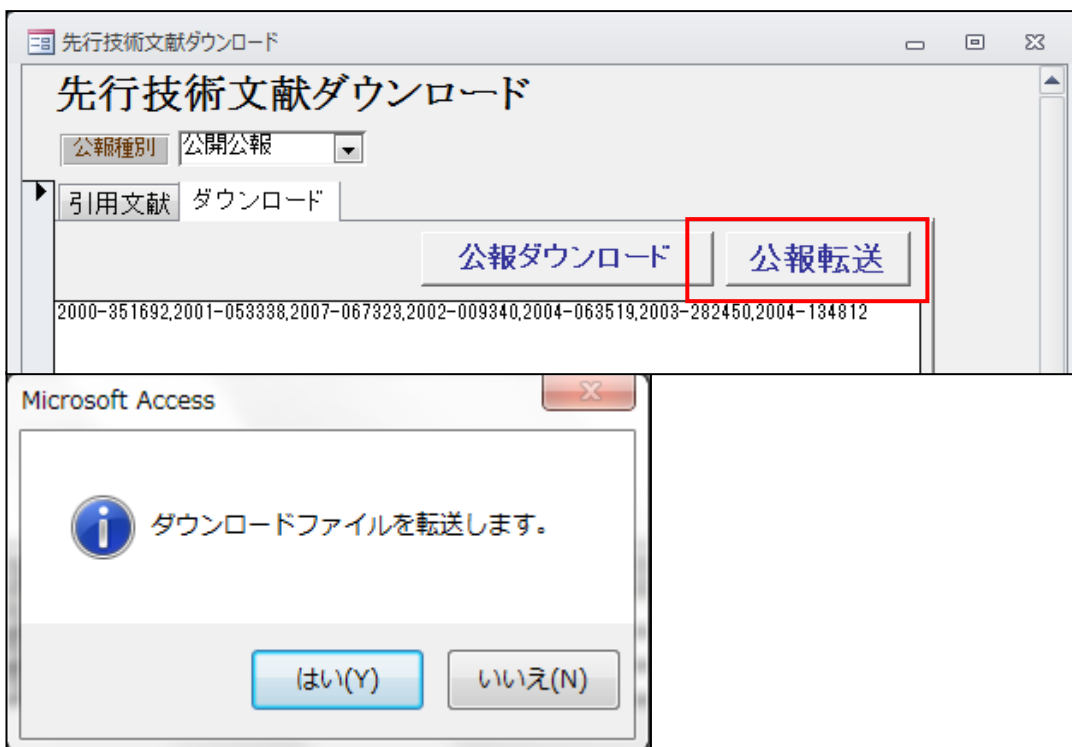 先行技術文献ダウンロード
先行技術文献ダウンロード
公報種別 公開公報
引用文献 ダウンロード
公報ダウンロード 公報転送
2000-351692,2001-053338,2007-067323,2002-009340,2004-063519,2003-282450,2004-134812
Microsoft Access
ダウンロードファイルを転送します。
はい(Y) いいえ(N)